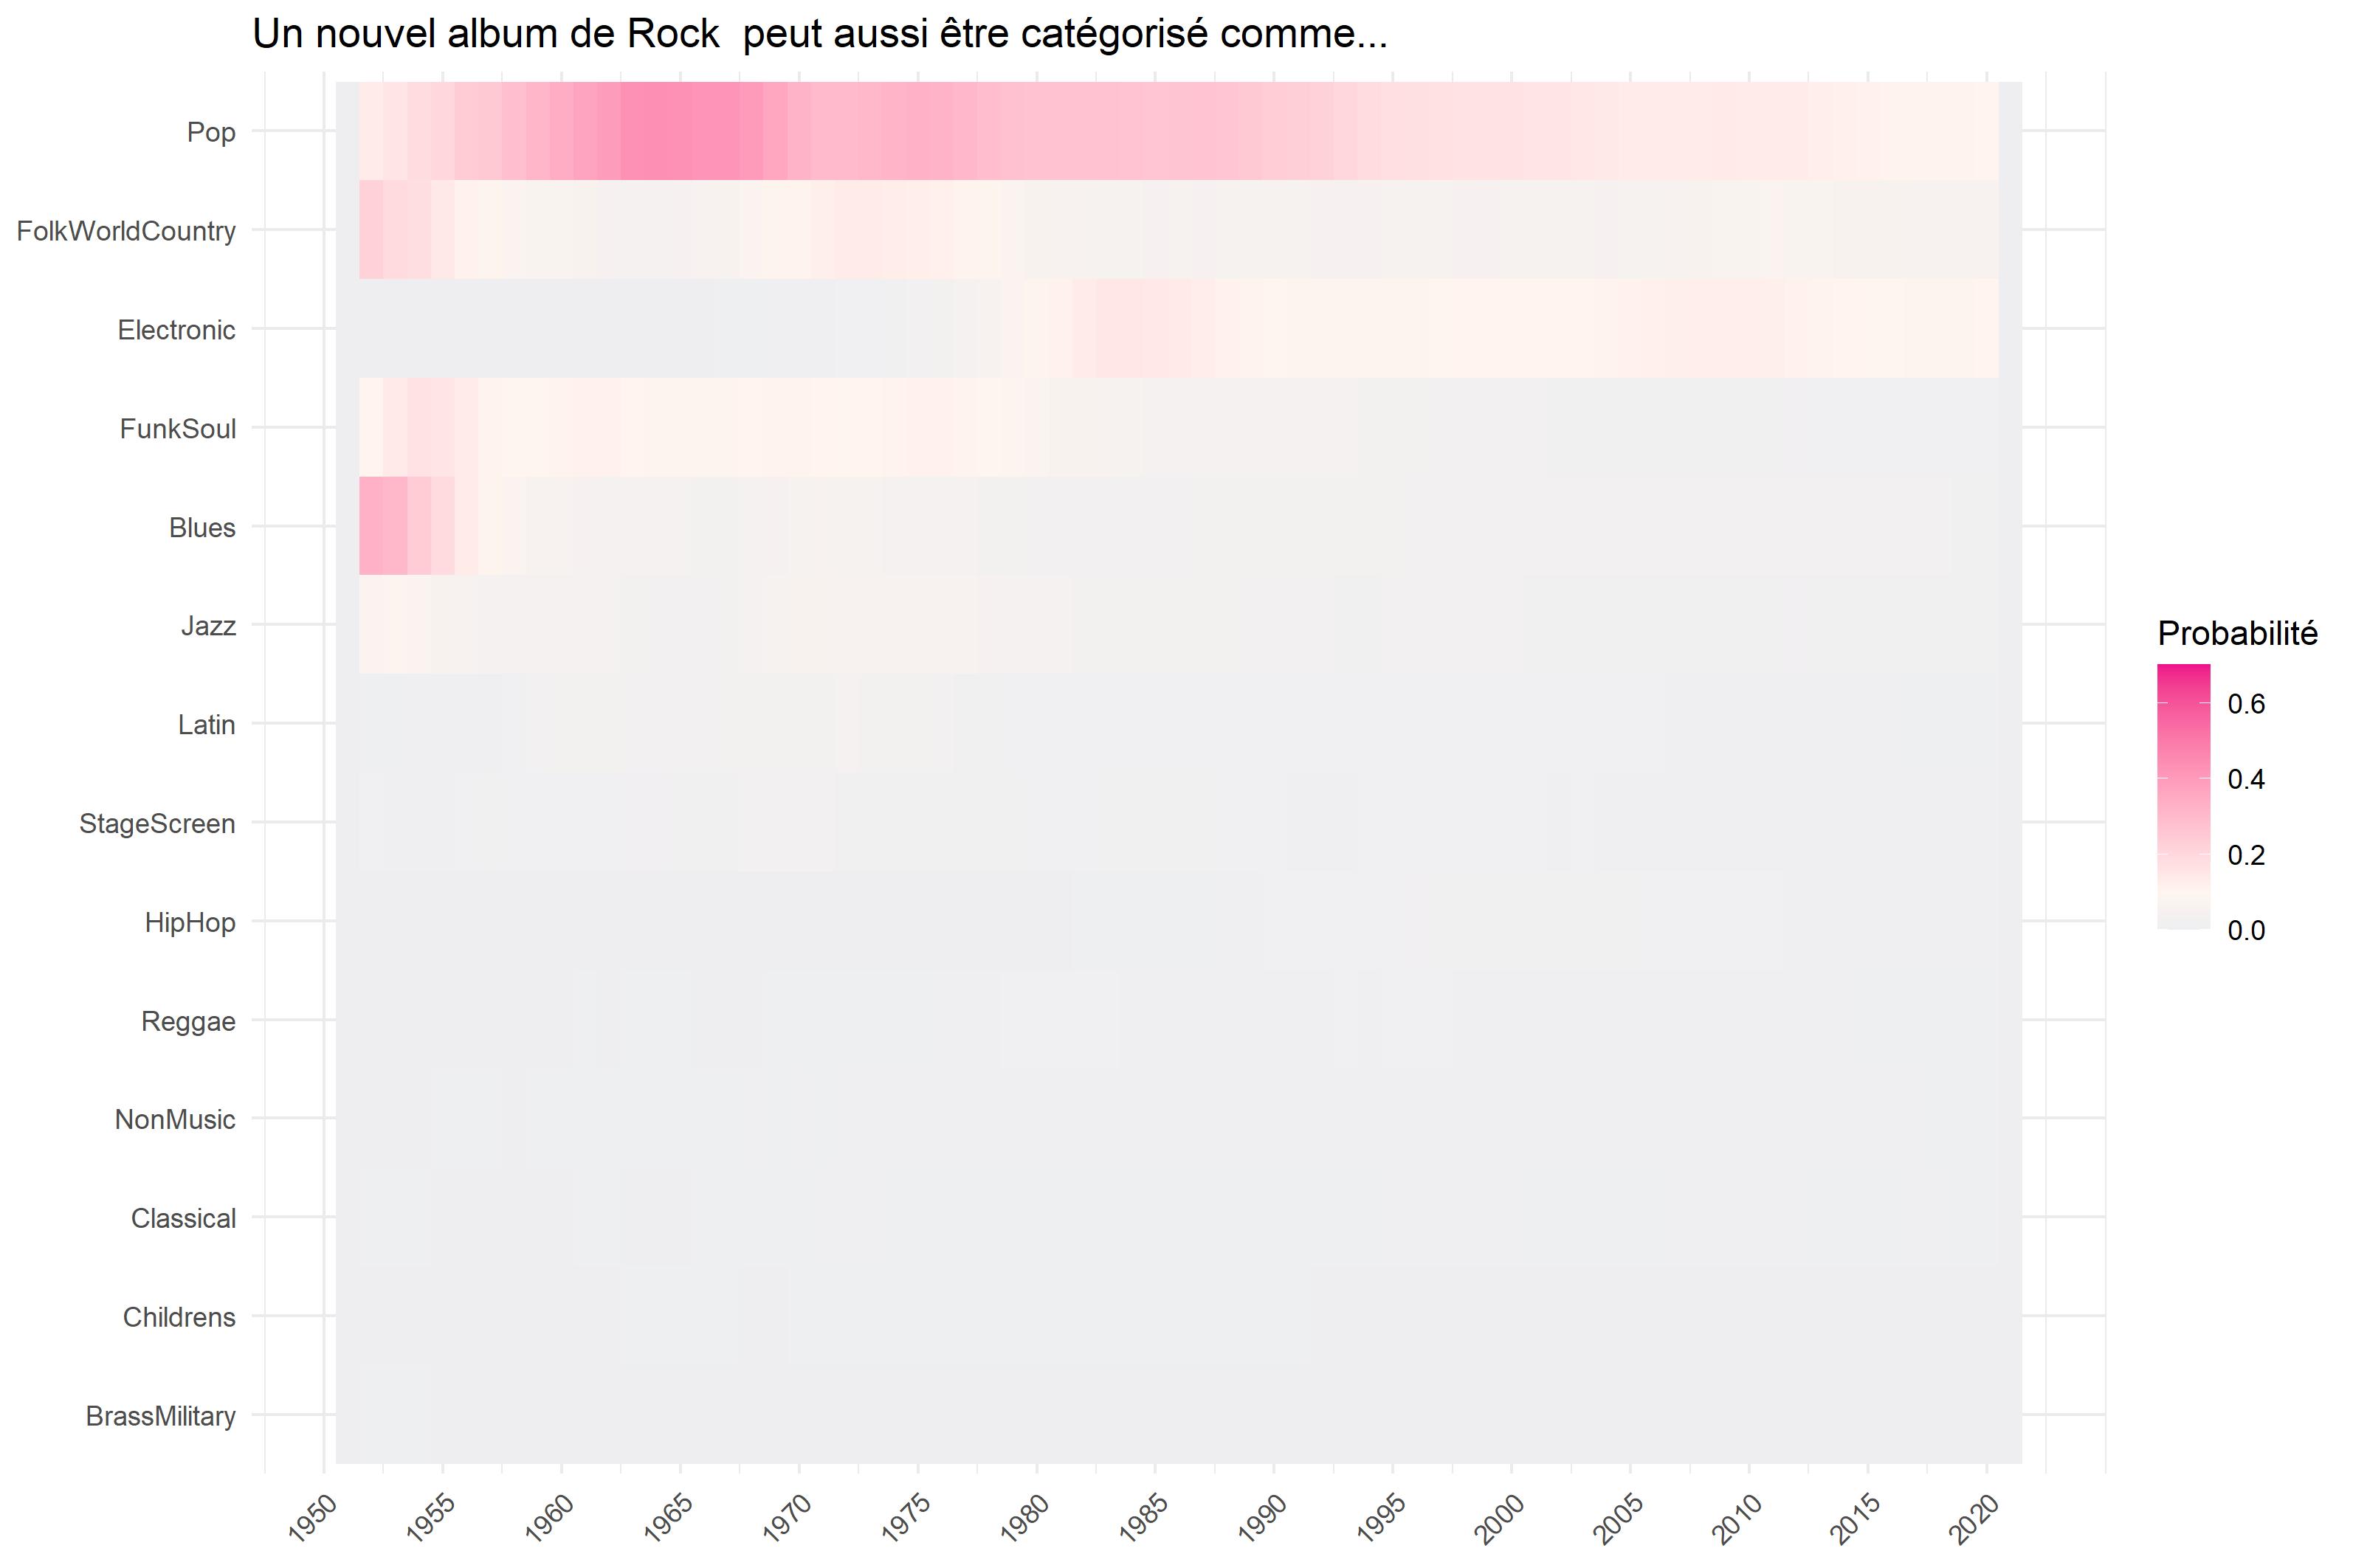 Un nouvel album de Rock  peut aussi être catégorisé comme...
Pop
FolkWorldCountry
Electronic
FunkSoul
Blues
Jazz
Latin
StageScreen
HipHop
Reggae
NonMusic
Classical
Childrens
BrassMilitary
1950
1955
1960
1965
1970
1975
1980
1985
1990
1995
2000
2005
2010
2015
2020
Probabilité
0.6
0.4
0.2
0.0